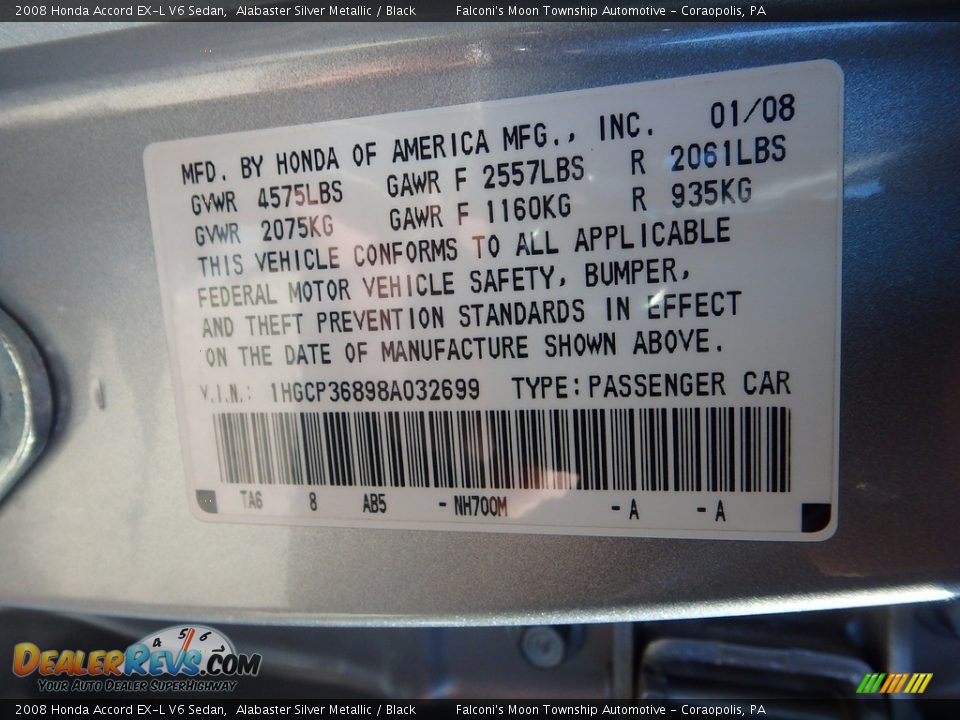 2008 Honda Accord EX-L V6 Sedan,  Alabaster Silver Metallic / Black  Falconi's Moon Township Automotive - Coraopolis, PA
MFD. BY HONDA OF AMERICA MFG., INC.  01/08
GVWR 4575LBS  GAWR F 2557LBS  R 2061LBS
GVWR 2075KG  GAWR F 1160KG  R 935KG
THIS VEHICLE CONFORMS TO ALL APPLICABLE
FEDERAL MOTOR VEHICLE SAFETY, BUMPER,
AND THEFT PREVENTION STANDARDS IN EFFECT
ON THE DATE OF MANUFACTURE SHOWN ABOVE.
V.I.N.: 1HGCP36898A032699  TYPE:PASSENGER CAR
TA6  8  AB5  -NH700M  -A  -A
4 5 6
DEALERREVS.COM
YOUR AUTO DEALER SUPERHIGHWAY
2008 Honda Accord EX-L V6 Sedan,  Alabaster Silver Metallic / Black  Falconi's Moon Township Automotive - Coraopolis, PA